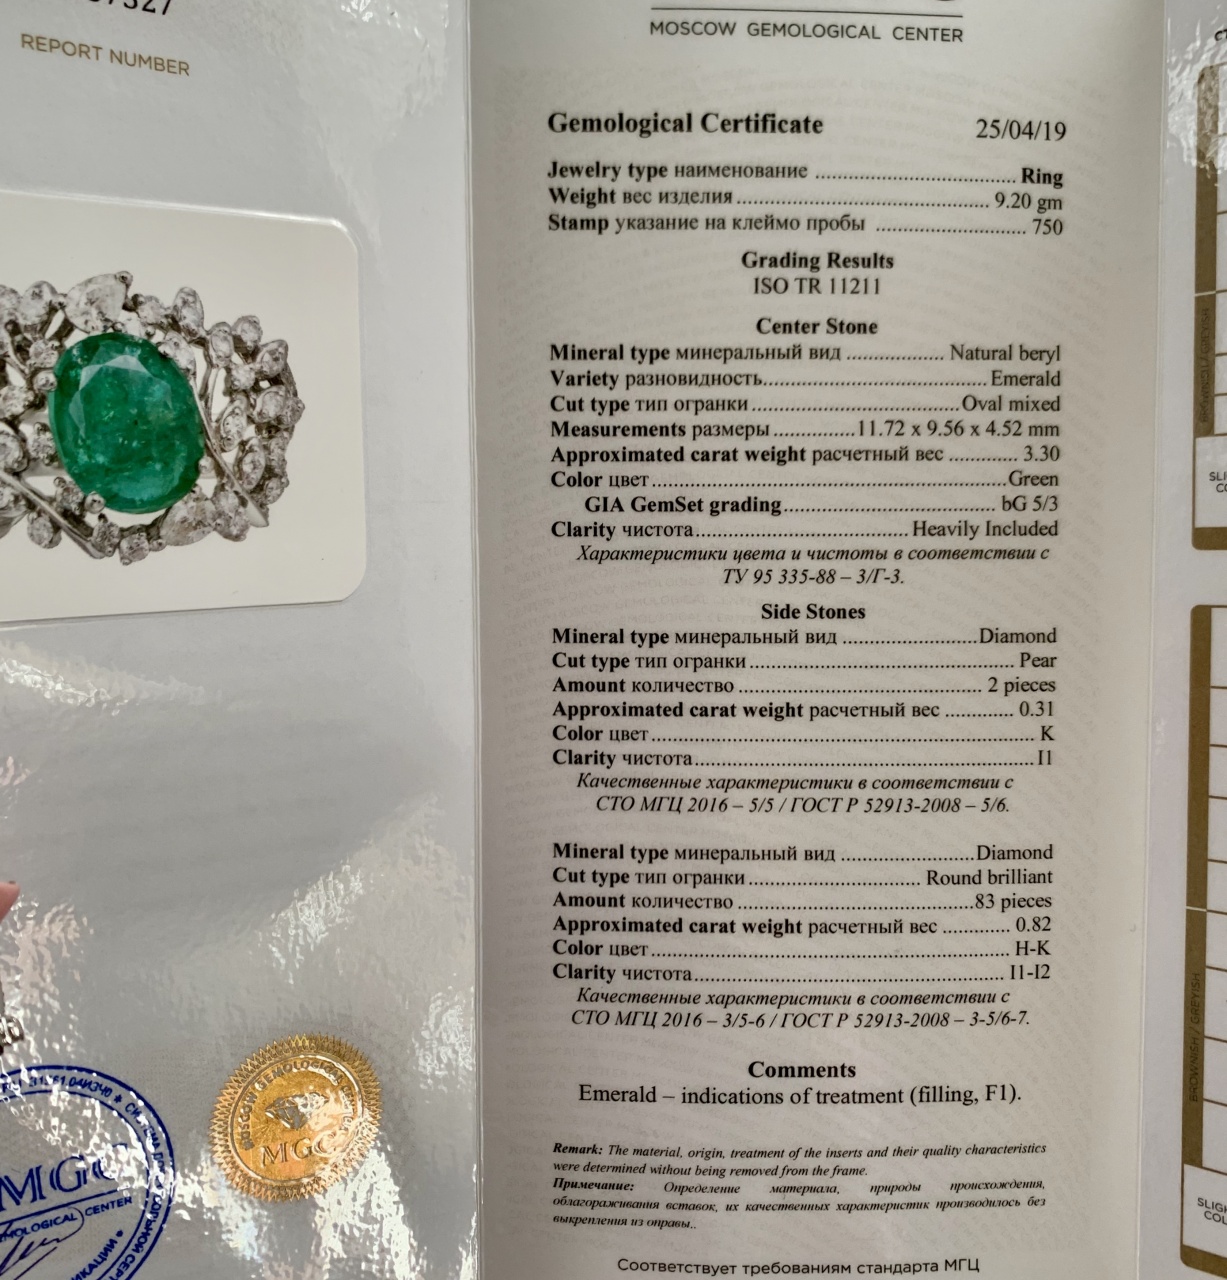 REPORT NUMBER
MOSCOW GEMOLOGICAL CENTER
Gemological Certificate 25/04/19
Jewelry type наименование ........ Ring
Weight вес изделия ........ 9.20 gm
Stamp указание на клеймо пробы ........ 750
Grading Results
ISO TR 11211
Center Stone
Mineral type минеральный вид ........ Natural beryl
Variety разновидность ........ Emerald
Cut type тип огранки ........ Oval mixed
Measurements размеры ........ 11.72 x 9.56 x 4.52 mm
Approximated carat weight расчетный вес ........ 3.30
Color цвет ........ Green
GIA GemSet grading ........ bG 5/3
Clarity чистота ........ Heavily Included
Характеристики цвета и чистоты в соответствии с
ТУ 95 335-88 – 3/Г-3.
Side Stones
Mineral type минеральный вид ........ Diamond
Cut type тип огранки ........ Pear
Amount количество ........ 2 pieces
Approximated carat weight расчетный вес ........ 0.31
Color цвет ........ K
Clarity чистота ........ I1
Качественные характеристики в соответствии с
СТО МГЦ 2016 – 5/5 / ГОСТ Р 52913-2008 – 5/6.
Mineral type минеральный вид ........ Diamond
Cut type тип огранки ........ Round brilliant
Amount количество ........ 83 pieces
Approximated carat weight расчетный вес ........ 0.82
Color цвет ........ H-K
Clarity чистота ........ I1-I2
Качественные характеристики в соответствии с
СТО МГЦ 2016 – 3/5-6 / ГОСТ Р 52913-2008 – 3-5/6-7.
Comments
Emerald – indications of treatment (filling, F1).
Remark: The material, origin, treatment of the inserts and their quality characteristics
were determined without being removed from the frame.
Примечание: Определение материала, природы происхождения,
облагораживания вставок, их качественных характеристик производилось без
выкрепления из оправы..
Соответствует требованиям стандарта МГЦ
MGC
MGC
CENTER
BROWNISH / GREYISH